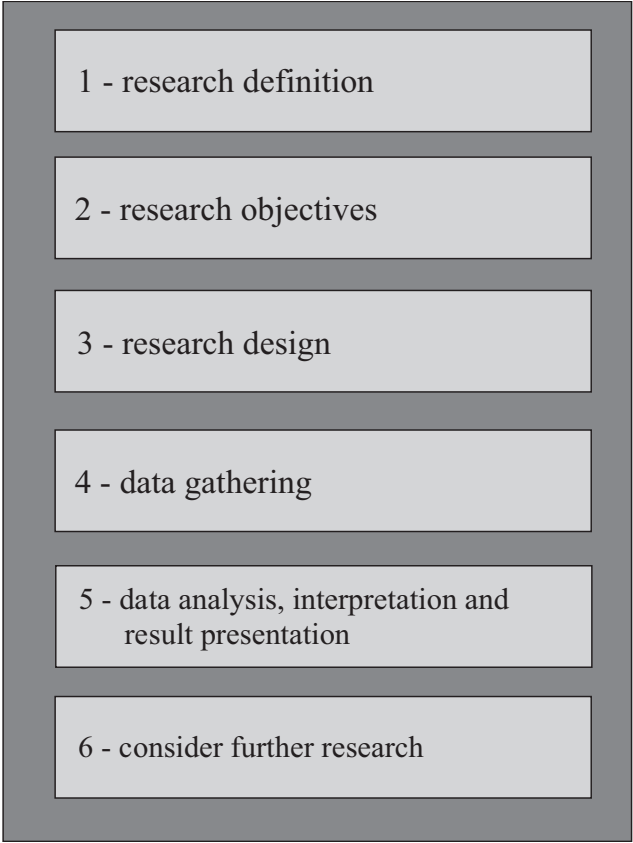 1 - research definition
2 - research objectives
3 - research design
4 - data gathering
5 - data analysis, interpretation and
result presentation
6 - consider further research